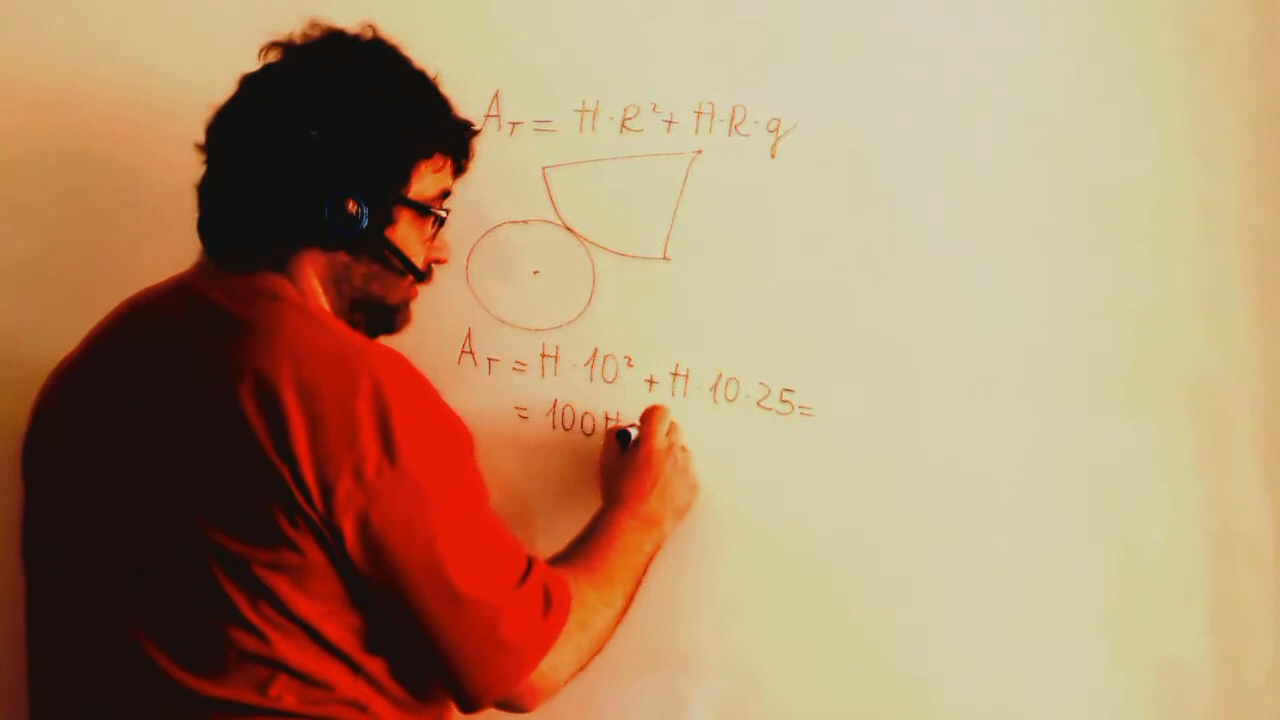 A_T = π·R² + π·R·g
A_T = π·10² + π·10·25=
= 100π